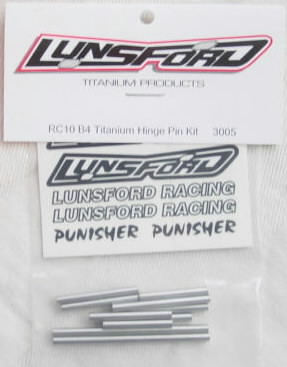 LUNSFORD
TITANIUM PRODUCTS
RC10 B4 Titanium Hinge Pin Kit 3005
LUNSFORD
LUNSFORD RACING
LUNSFORD RACING
PUNISHER PUNISHER